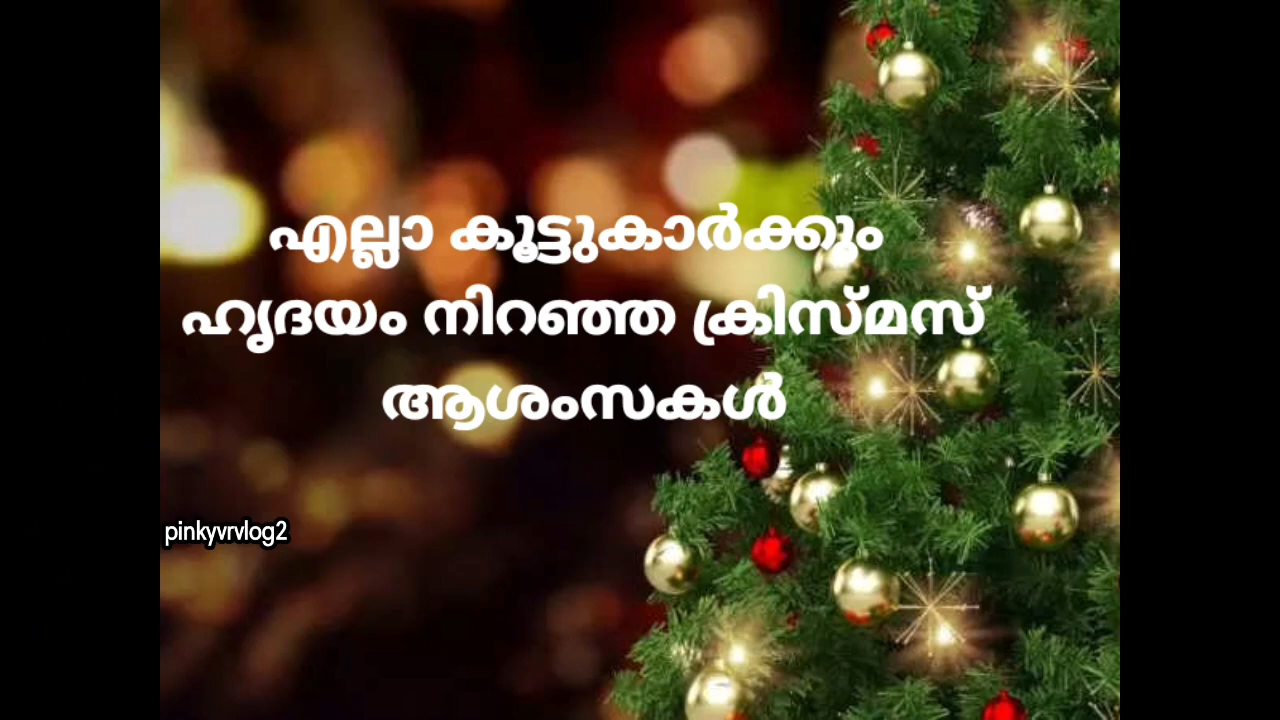 എല്ലാ കൂട്ടുകാർക്കും
ഹൃദയം നിറഞ്ഞ ക്രിസ്മസ്
ആശംസകൾ
pinkyvrvlog2